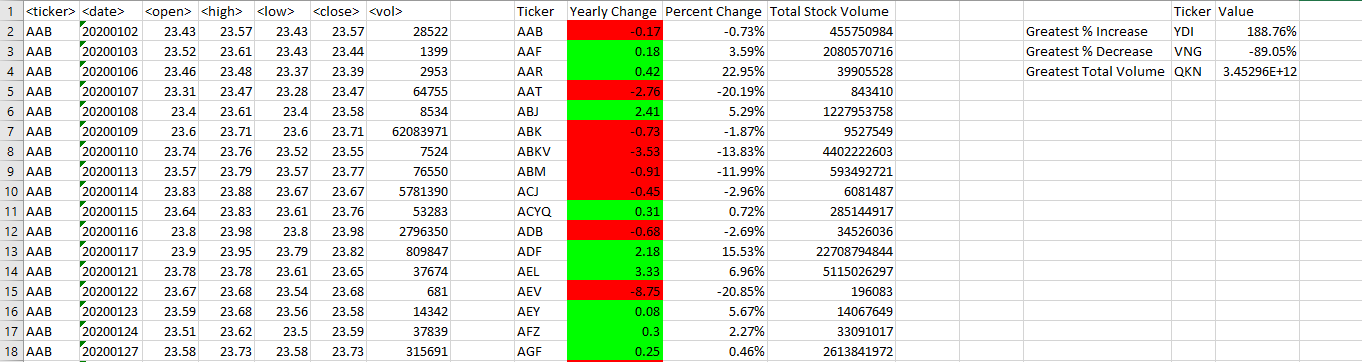 1 <ticker> <date> <open> <high> <low> <close> <vol> Ticker Yearly Change Percent Change Total Stock Volume Ticker Value
2 AAB 20200102 23.43 23.57 23.43 23.57 28522 AAB -0.17 -0.73% 455750984 Greatest % Increase YDI 188.76%
3 AAB 20200103 23.52 23.61 23.43 23.44 1399 AAF 0.18 3.59% 2080570716 Greatest % Decrease VNG -89.05%
4 AAB 20200106 23.46 23.48 23.37 23.39 2953 AAR 0.42 22.95% 39905528 Greatest Total Volume QKN 3.45296E+12
5 AAB 20200107 23.31 23.47 23.28 23.47 64755 AAT -2.76 -20.19% 843410
6 AAB 20200108 23.4 23.61 23.4 23.58 8534 ABJ 2.41 5.29% 1227953758
7 AAB 20200109 23.6 23.71 23.6 23.71 62083971 ABK -0.73 -1.87% 9527549
8 AAB 20200110 23.74 23.76 23.52 23.55 7524 ABKV -3.53 -13.83% 4402222603
9 AAB 20200113 23.57 23.79 23.57 23.77 76550 ABM -0.91 -11.99% 593492721
10 AAB 20200114 23.83 23.88 23.67 23.67 5781390 ACJ -0.45 -2.96% 6081487
11 AAB 20200115 23.64 23.83 23.61 23.76 53283 ACYQ 0.31 0.72% 285144917
12 AAB 20200116 23.8 23.98 23.8 23.98 2796350 ADB -0.68 -2.69% 34526036
13 AAB 20200117 23.9 23.95 23.79 23.82 809847 ADF 2.18 15.53% 22708794844
14 AAB 20200121 23.78 23.78 23.61 23.65 37674 AEL 3.33 6.96% 5115026297
15 AAB 20200122 23.67 23.68 23.54 23.68 681 AEV -8.75 -20.85% 196083
16 AAB 20200123 23.59 23.68 23.56 23.58 14342 AEY 0.08 5.67% 14067649
17 AAB 20200124 23.51 23.62 23.5 23.59 37839 AFZ 0.3 2.27% 33091017
18 AAB 20200127 23.58 23.73 23.58 23.73 315691 AGF 0.25 0.46% 2613841972